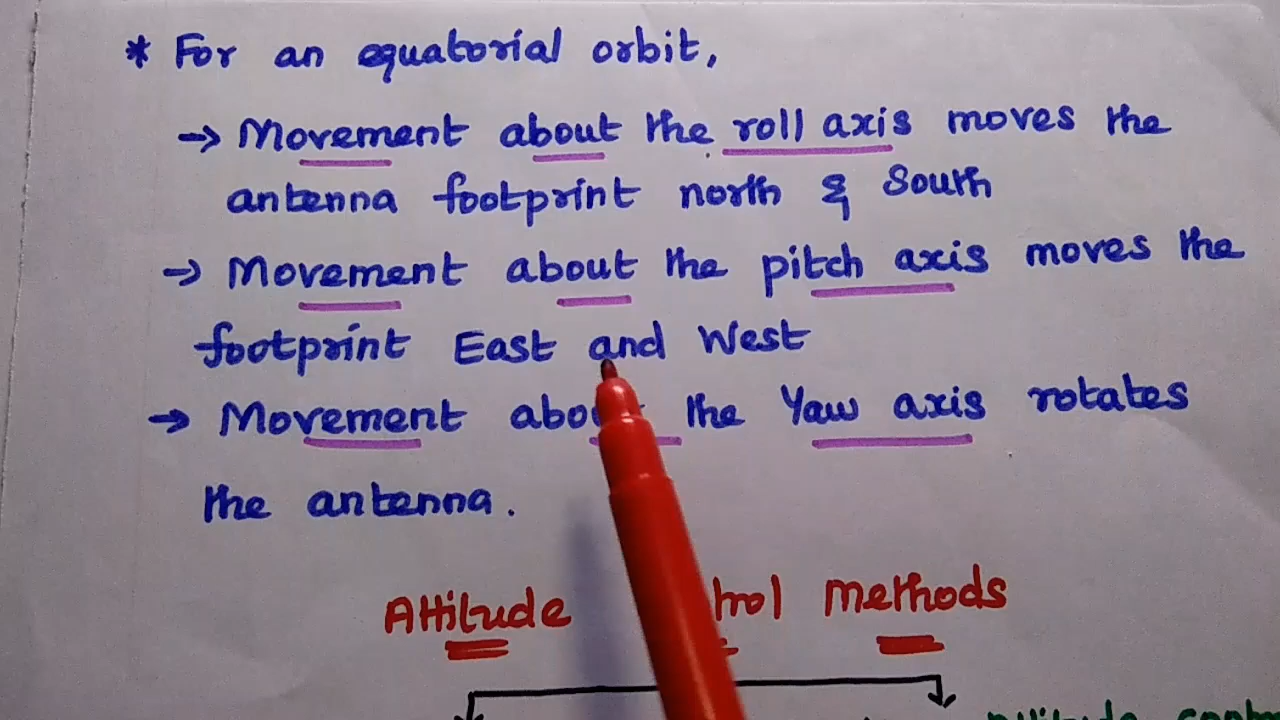 * For an equatorial orbit,
→ Movement about the roll axis moves the
antenna footprint north & South
→ Movement about the pitch axis moves the
footprint East and West
→ Movement about the Yaw axis rotates
the antenna.
Attitude methods